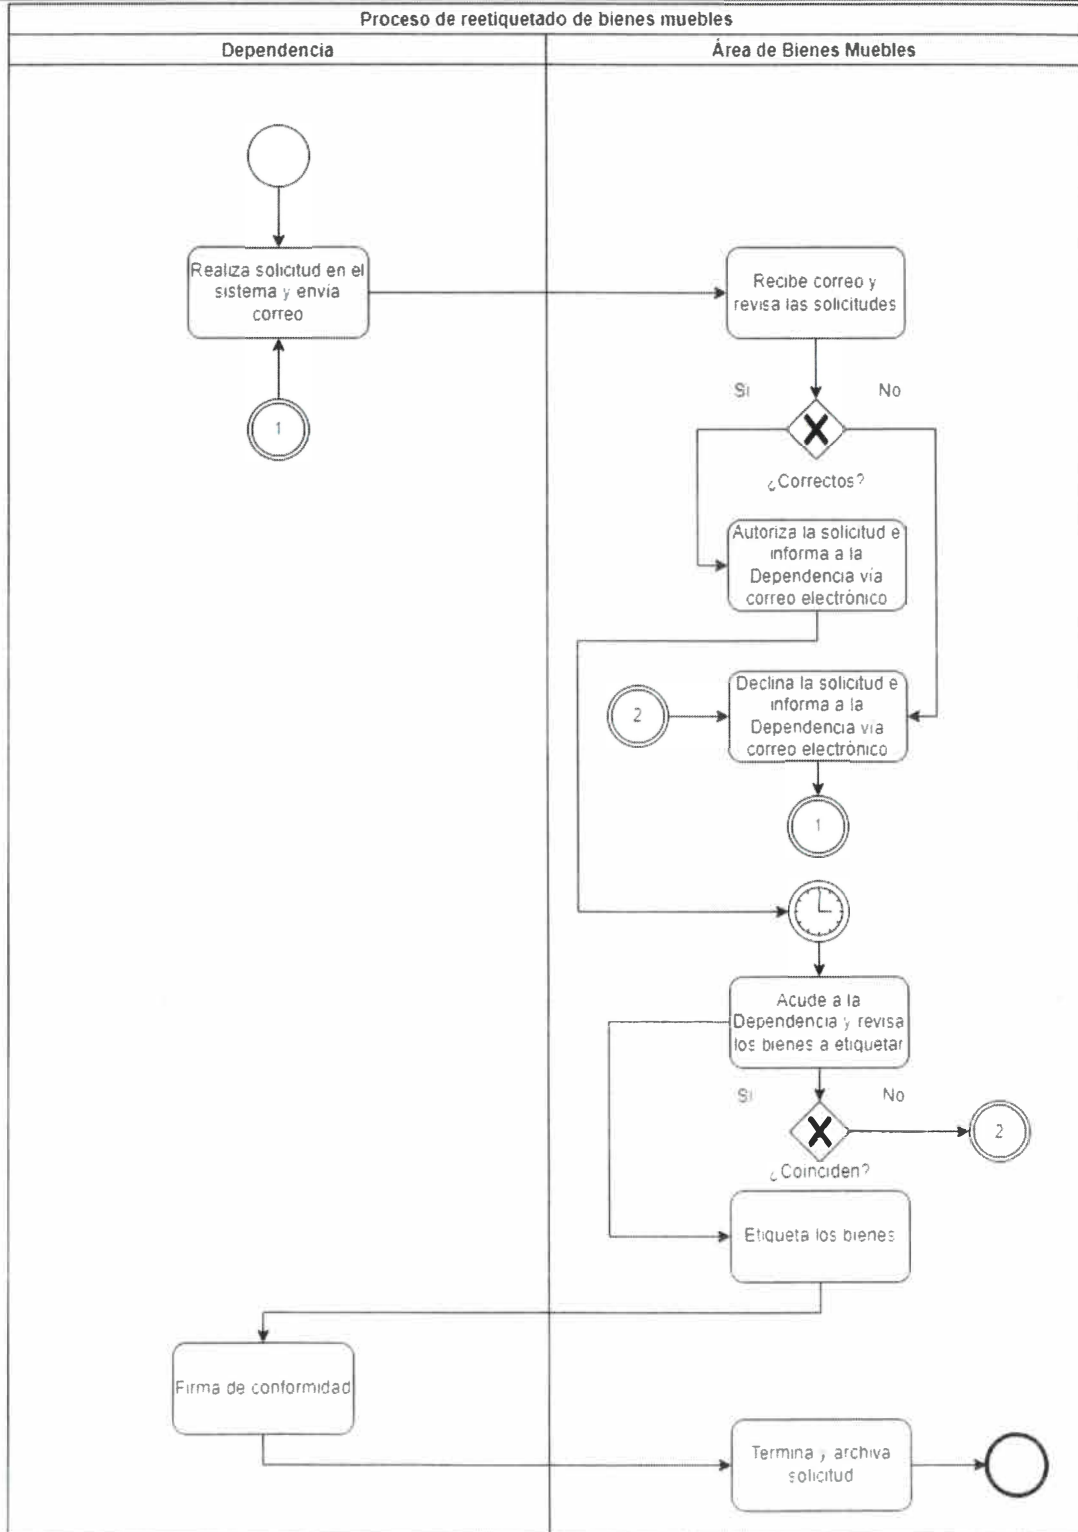 Proceso de reetiquetado de bienes muebles
Dependencia
Área de Bienes Muebles
Realiza solicitud en el
sistema y envía
correo
Recibe correo y
revisa las solicitudes
1
Si
No
¿Correctos?
Autoriza la solicitud e
informa a la
Dependencia vía
correo electrónico
2
Declina la solicitud e
informa a la
Dependencia vía
correo electrónico
1
Acude a la
Dependencia y revisa
los bienes a etiquetar
Si
No
2
¿Coinciden?
Etiqueta los bienes
Firma de conformidad
Termina y archiva
solicitud